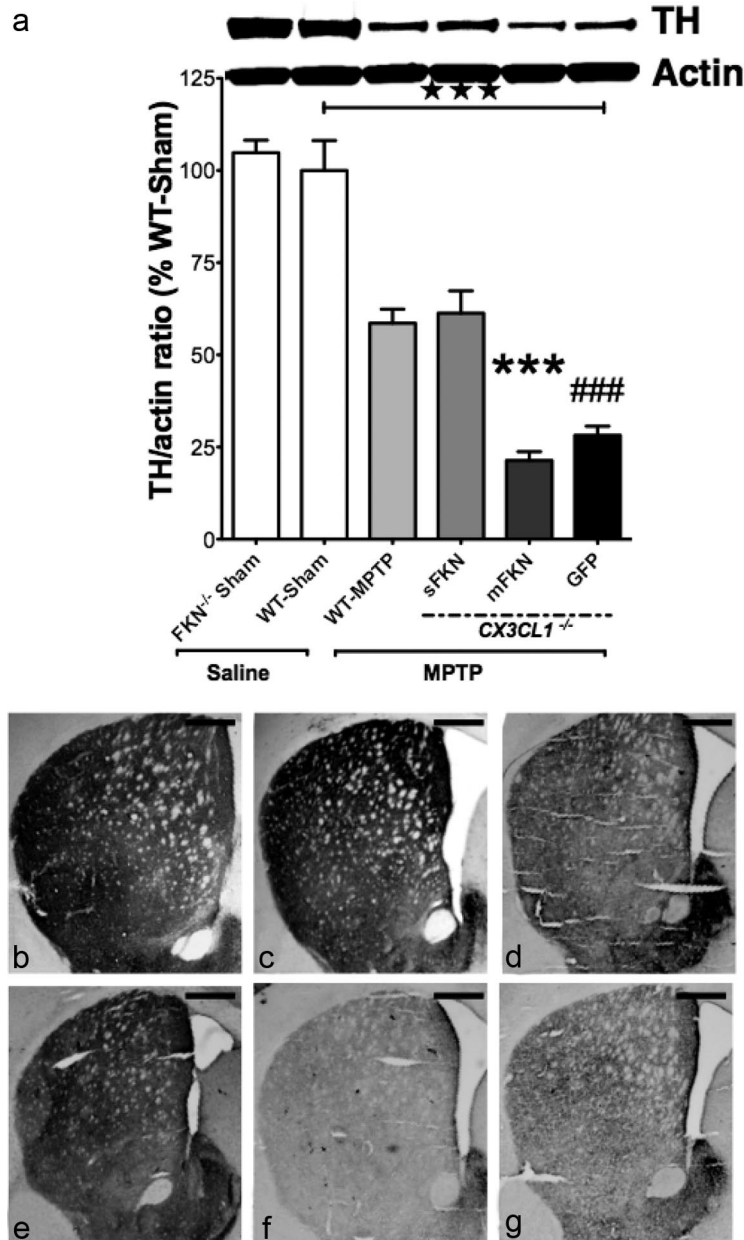 a
TH
Actin
★★★
125
100
75
50
25
0
TH/actin ratio (% WT-Sham)
***
###
FKN-/- Sham
WT-Sham
WT-MPTP
sFKN
mFKN
GFP
CX3CL1 -/-
Saline
MPTP
b
c
d
e
f
g